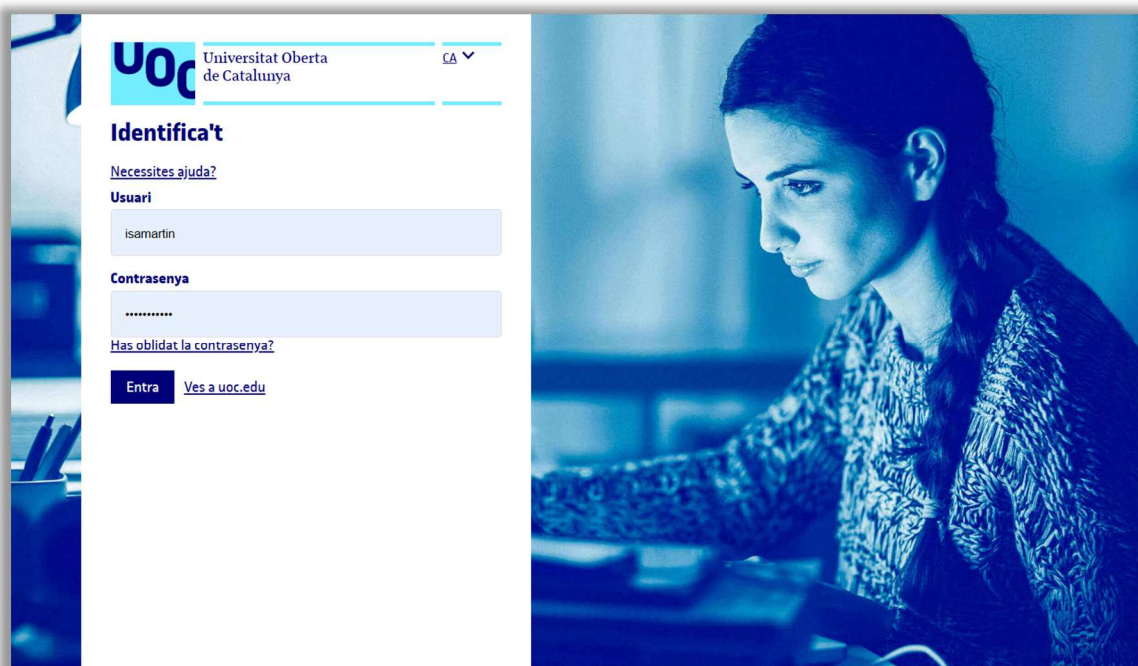 UOC
Universitat Oberta
de Catalunya
CA
Identifica't
Necessites ajuda?
Usuari
isamartin
Contrasenya
•••••••••••
Has oblidat la contrasenya?
Entra Ves a uoc.edu